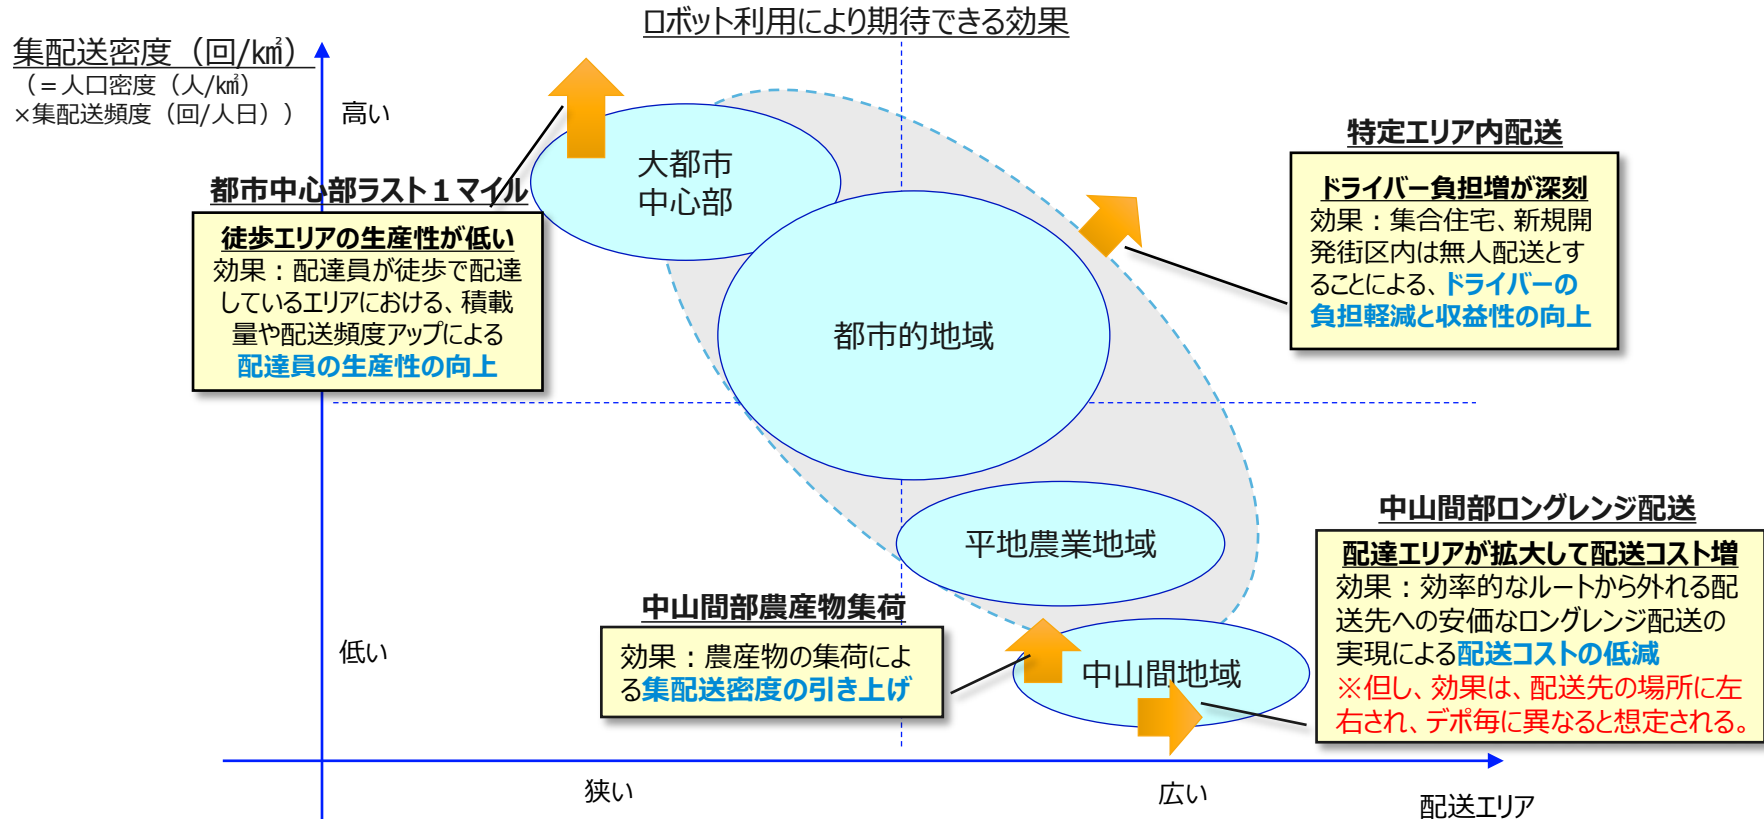 ロボット利用により期待できる効果
集配送密度（回/k㎡）
（＝人口密度（人/k㎡）
×集配送頻度（回/人日））
高い
大都市
中心部
特定エリア内配送
ドライバー負担増が深刻
効果：集合住宅、新規開
発街区内は無人配送とす
ることによる、ドライバーの
負担軽減と収益性の向上
都市中心部ラスト１マイル
徒歩エリアの生産性が低い
効果：配達員が徒歩で配達
しているエリアにおける、積載
量や配送頻度アップによる
配達員の生産性の向上
都市的地域
平地農業地域
中山間部ロングレンジ配送
配達エリアが拡大して配送コスト増
効果：効率的なルートから外れる配
送先への安価なロングレンジ配送の
実現による配送コストの低減
※但し、効果は、配送先の場所に左
右され、デポ毎に異なると想定される。
中山間部農産物集荷
効果：農産物の集荷によ
る集配送密度の引き上げ
低い
中山間地域
狭い
広い
配送エリア